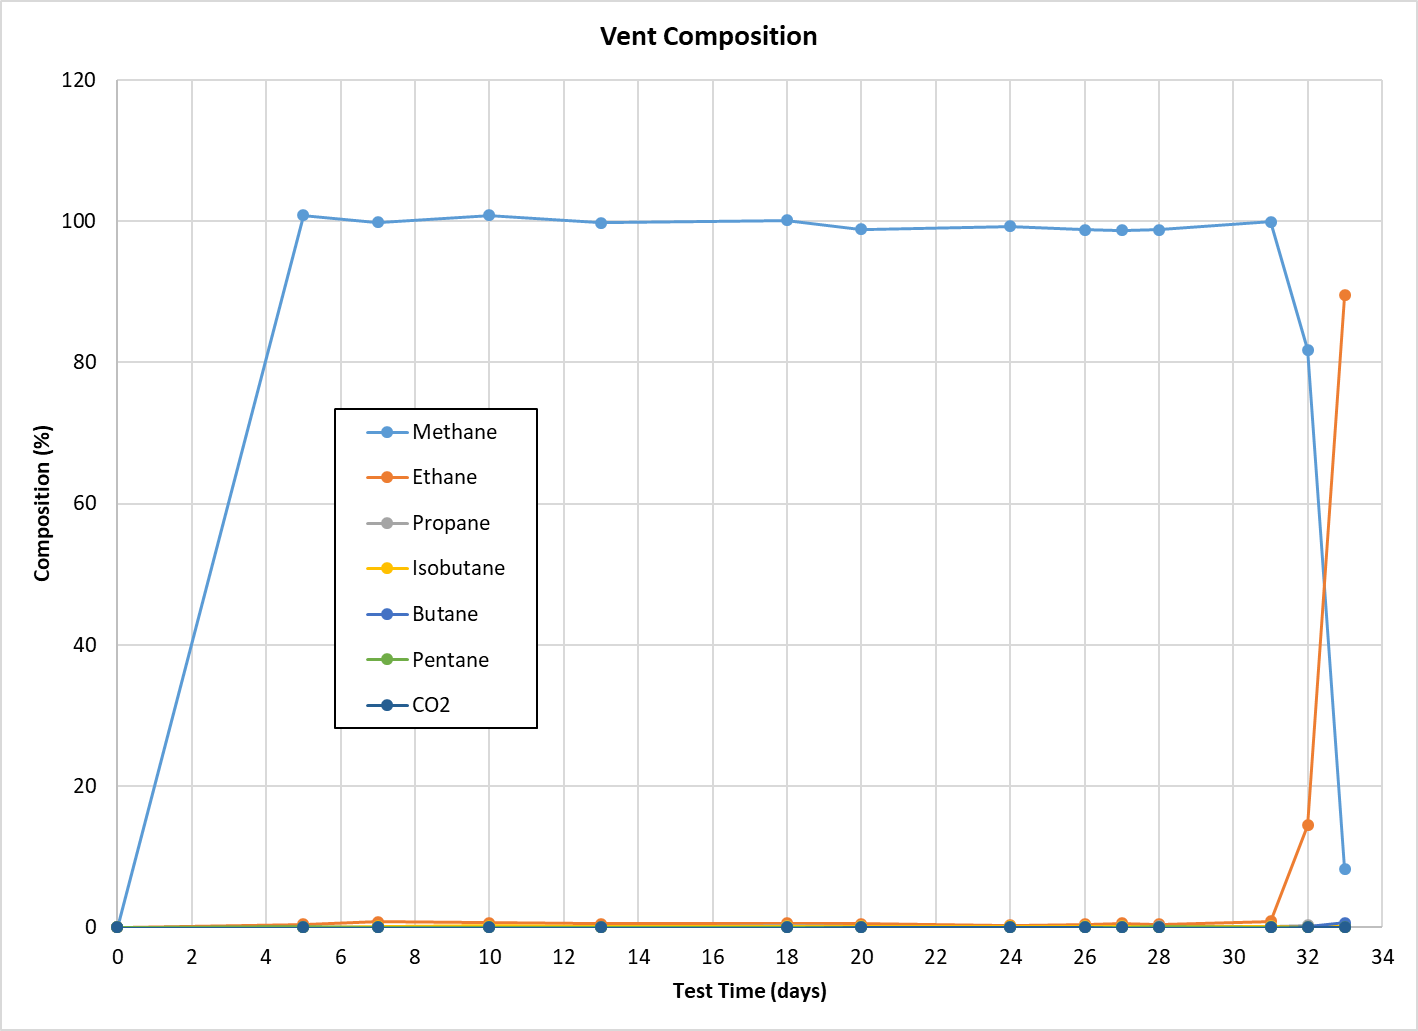 Vent Composition
120
100
80
60
40
20
0
Composition (%)
Methane
Ethane
Propane
Isobutane
Butane
Pentane
CO2
0 2 4 6 8 10 12 14 16 18 20 22 24 26 28 30 32 34
Test Time (days)